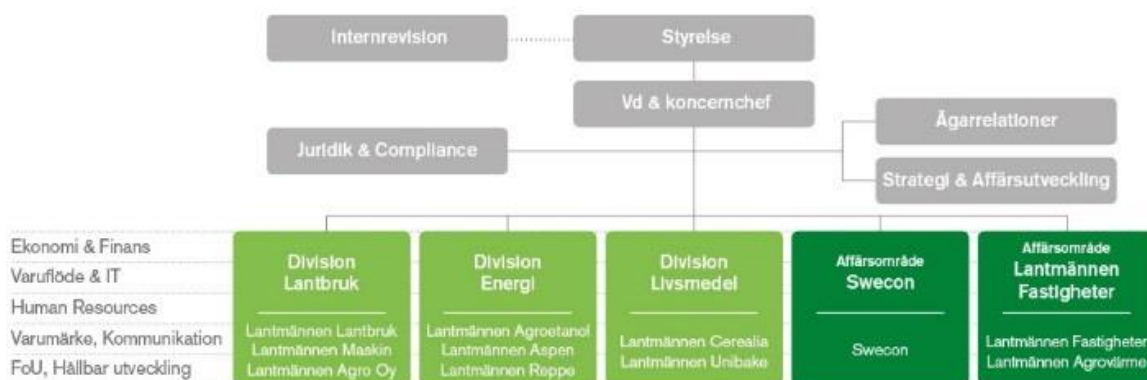 Internrevision
Styrelse
Vd & koncernchef
Ägarrelationer
Juridik & Compliance
Strategi & Affärsutveckling
Ekonomi & Finans
Varuflöde & IT
Human Resources
Varumärke, Kommunikation
FoU, Hållbar utveckling
Division
Lantbruk
Lantmännen Lantbruk
Lantmännen Maskin
Lantmännen Agro Oy
Division
Energi
Lantmännen Agroetanol
Lantmännen Aspen
Lantmännen Reppe
Division
Livsmedel
Lantmännen Cerealia
Lantmännen Unibake
Affärsområde
Swecon
Swecon
Affärsområde
Lantmännen
Fastigheter
Lantmännen Fastigheter
Lantmännen Agrovärme